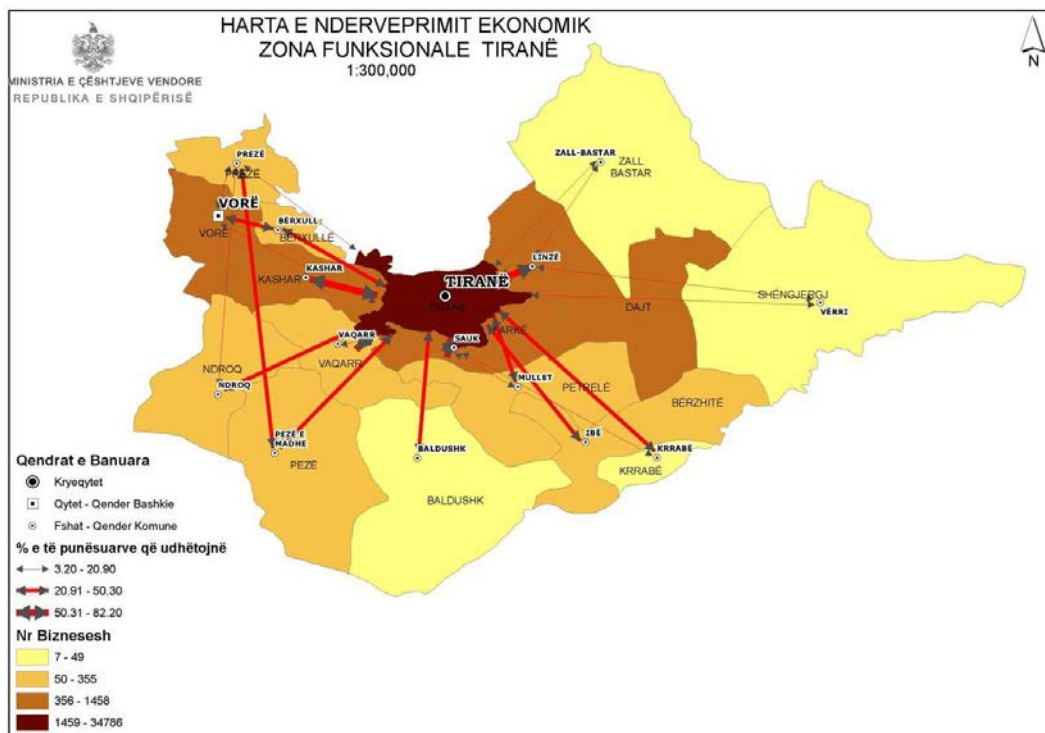 HARTA E NDERVEPRIMIT EKONOMIK
ZONA FUNKSIONALE TIRANË
1:300,000
MINISTRIA E ÇËSHTJEVE VENDORE
REPUBLIKA E SHQIPËRISË
N
PREZË
PREZË
ZALL-BASTAR
ZALL
BASTAR
VORË
VORË
BËRXULL
BËRXULLË
KASHAR
KASHAR
LINZË
TIRANË
TIRANË
DAJT
SHËNGJERGJ
VËRRI
FARKË
SAUK
VAQARR
VAQARR
NDROQ
NDROQ
MULLET
PETRELË
BËRZHITË
IBË
PEZË E
MADHE
PEZË
BALDUSHK
BALDUSHK
KRRABË
KRRABË
Qendrat e Banuara
Kryeqytet
Qytet - Qender Bashkie
Fshat - Qender Komune
% e të punësuarve që udhëtojnë
3.20 - 20.90
20.91 - 50.30
50.31 - 82.20
Nr Biznesesh
7 - 49
50 - 355
356 - 1458
1459 - 34786